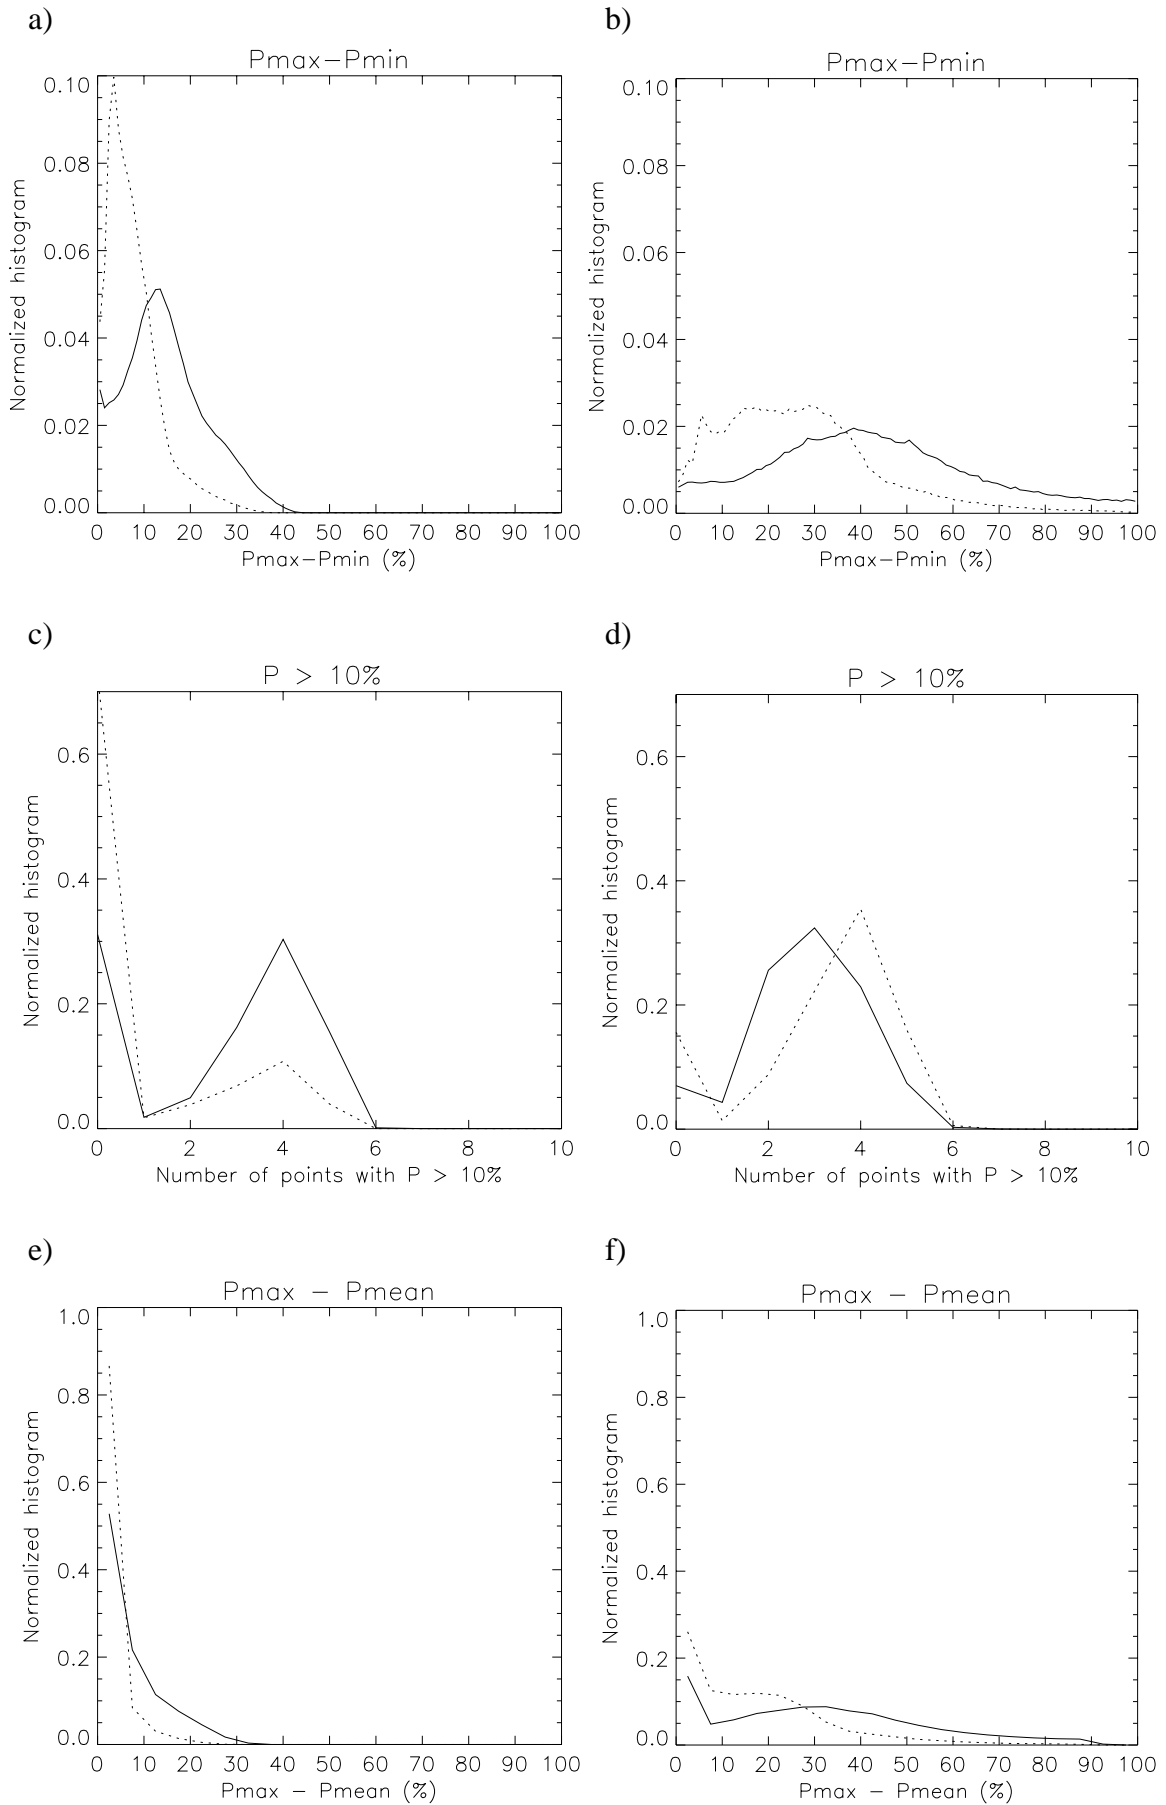 a)
Pmax−Pmin
0.10
0.08
0.06
0.04
0.02
0.00
Normalized histogram
0 10 20 30 40 50 60 70 80 90 100
Pmax−Pmin (%)
b)
Pmax−Pmin
0.10
0.08
0.06
0.04
0.02
0.00
Normalized histogram
0 10 20 30 40 50 60 70 80 90 100
Pmax−Pmin (%)
c)
P > 10%
0.6
0.4
0.2
0.0
Normalized histogram
0 2 4 6 8 10
Number of points with P > 10%
d)
P > 10%
0.6
0.4
0.2
0.0
Normalized histogram
0 2 4 6 8 10
Number of points with P > 10%
e)
Pmax − Pmean
1.0
0.8
0.6
0.4
0.2
0.0
Normalized histogram
0 10 20 30 40 50 60 70 80 90 100
Pmax − Pmean (%)
f)
Pmax − Pmean
1.0
0.8
0.6
0.4
0.2
0.0
Normalized histogram
0 10 20 30 40 50 60 70 80 90 100
Pmax − Pmean (%)